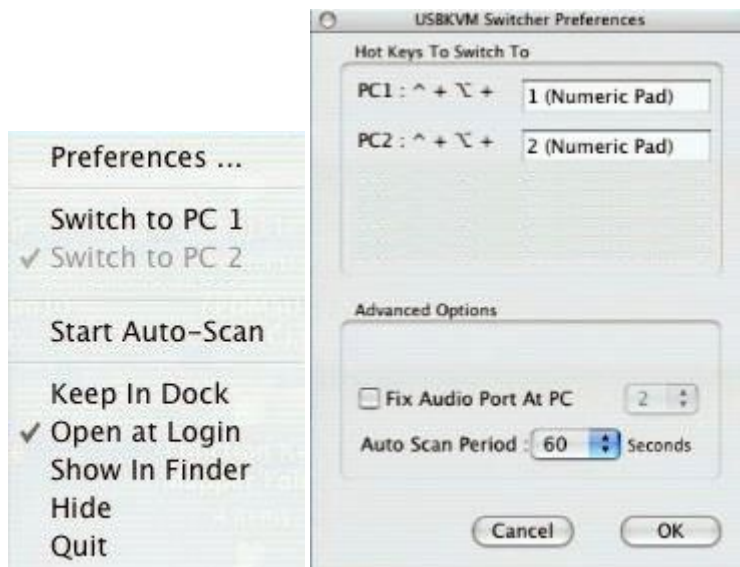 Preferences ...
Switch to PC 1
✓ Switch to PC 2
Start Auto-Scan
Keep In Dock
✓ Open at Login
Show In Finder
Hide
Quit
USBKVM Switcher Preferences
Hot Keys To Switch To
PC1 : ^ + ⌥ + 1 (Numeric Pad)
PC2 : ^ + ⌥ + 2 (Numeric Pad)
Advanced Options
Fix Audio Port At PC 2
Auto Scan Period : 60 Seconds
Cancel OK